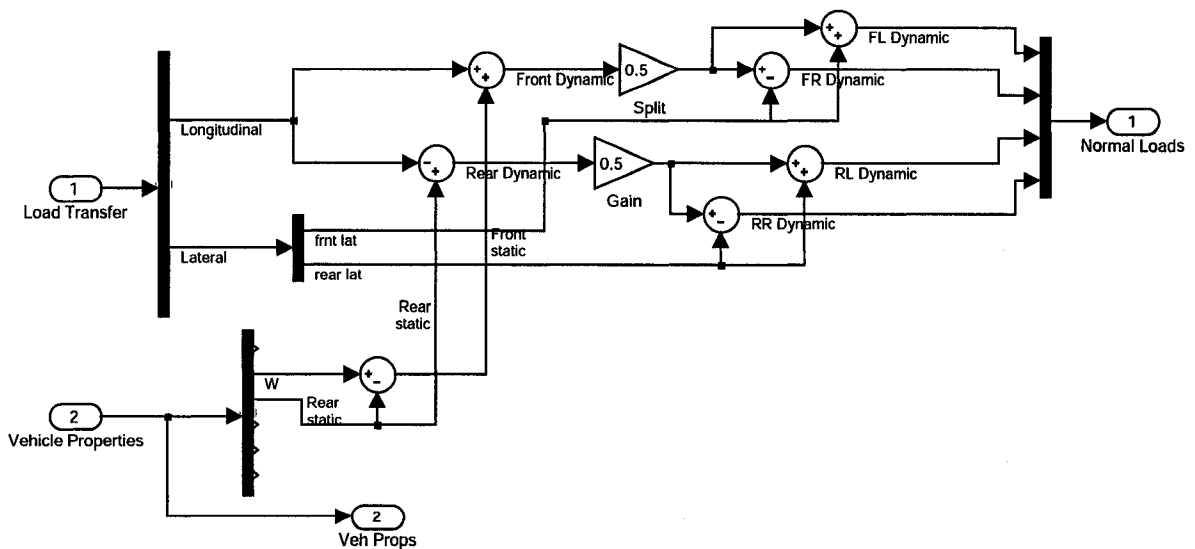 FL Dynamic
0.5
Front Dynamic
FR Dynamic
Split
Longitudinal
0.5
Rear Dynamic
RL Dynamic
Gain
1
Normal Loads
1
Load Transfer
RR Dynamic
frnt lat
Front
static
Lateral
rear lat
Rear
static
W
Rear
static
2
Vehicle Properties
2
Veh Props